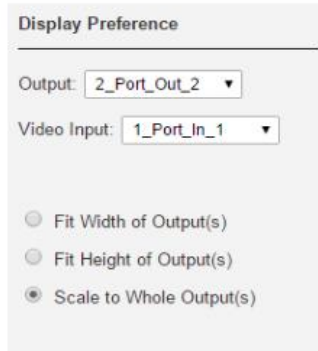 Display Preference
Output: 2_Port_Out_2
Video Input: 1_Port_In_1
Fit Width of Output(s)
Fit Height of Output(s)
Scale to Whole Output(s)